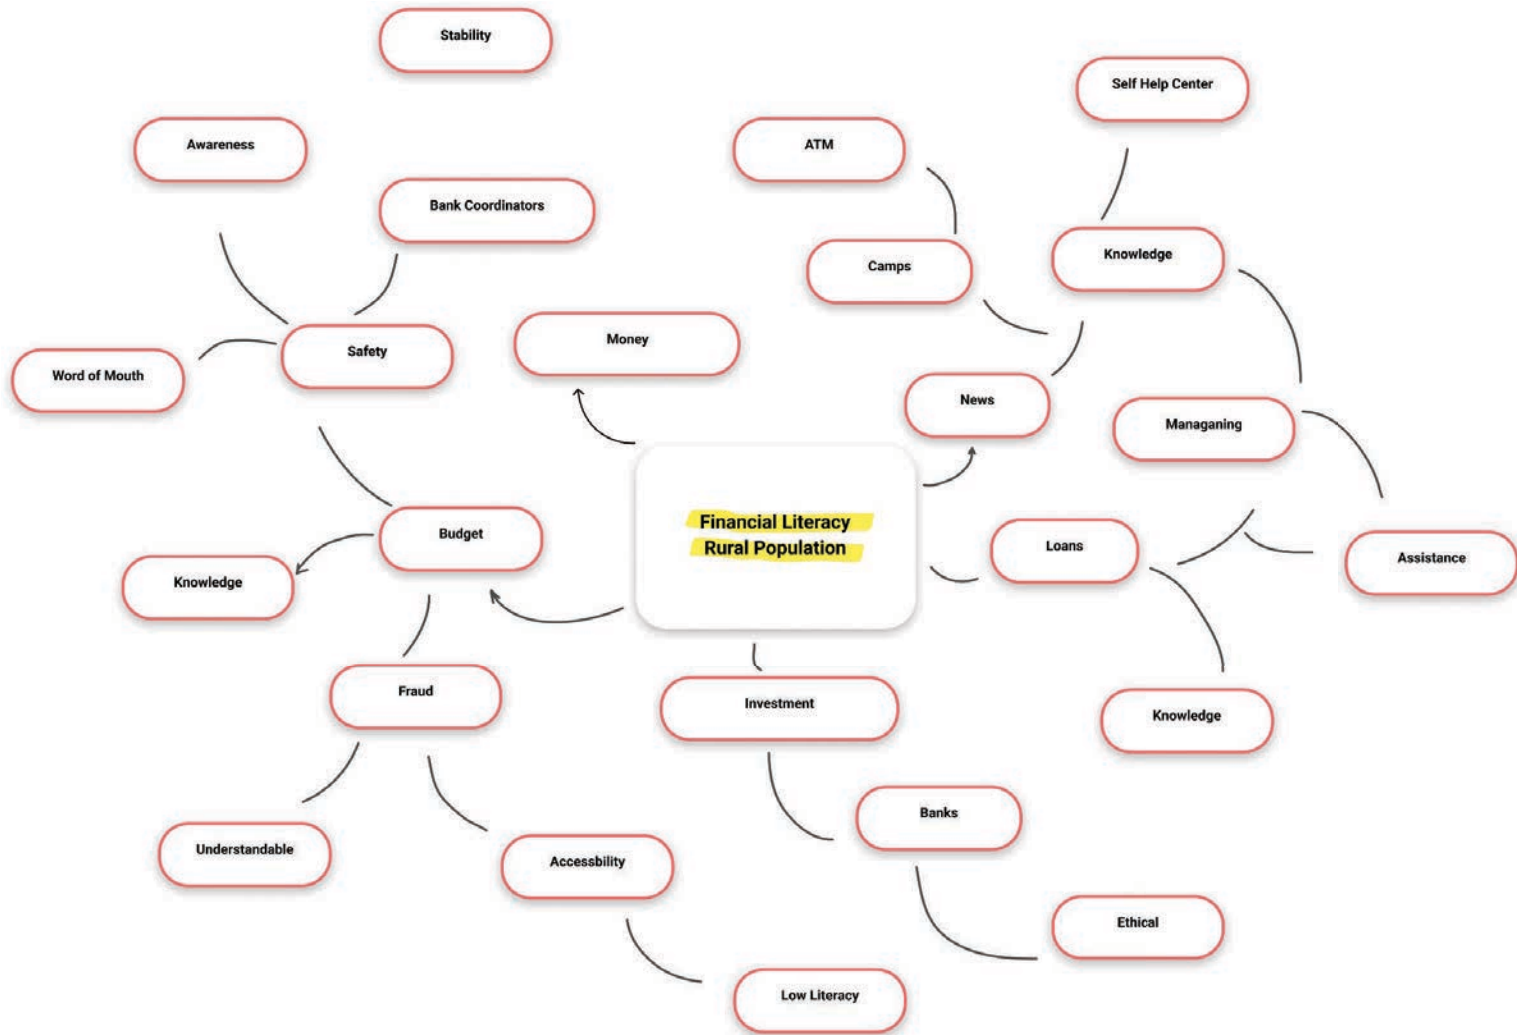 Stability
Self Help Center
Awareness
ATM
Bank Coordinators
Knowledge
Camps
Money
Safety
Word of Mouth
News
Managaning
Financial Literacy
Rural Population
Budget
Loans
Assistance
Knowledge
Fraud
Investment
Knowledge
Banks
Understandable
Accessbility
Ethical
Low Literacy